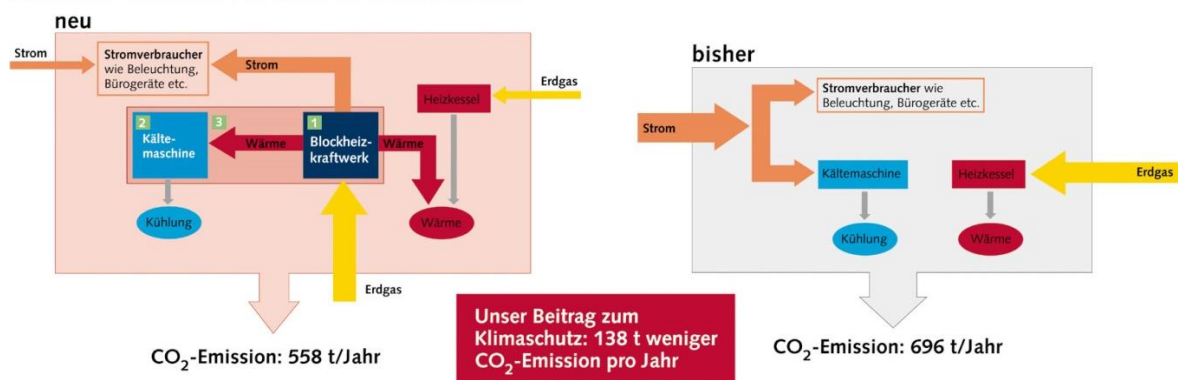 neu
Strom
Stromverbraucher
wie Beleuchtung,
Bürogeräte etc.
Strom
Erdgas
Heizkessel
2
Kälte-
maschine
3
Wärme
1
Blockheiz-
kraftwerk
Wärme
Kühlung
Wärme
Erdgas
CO₂-Emission: 558 t/Jahr
Unser Beitrag zum
Klimaschutz: 138 t weniger
CO₂-Emission pro Jahr
bisher
Stromverbraucher wie
Beleuchtung, Bürogeräte etc.
Strom
Kältemaschine
Heizkessel
Erdgas
Kühlung
Wärme
CO₂-Emission: 696 t/Jahr